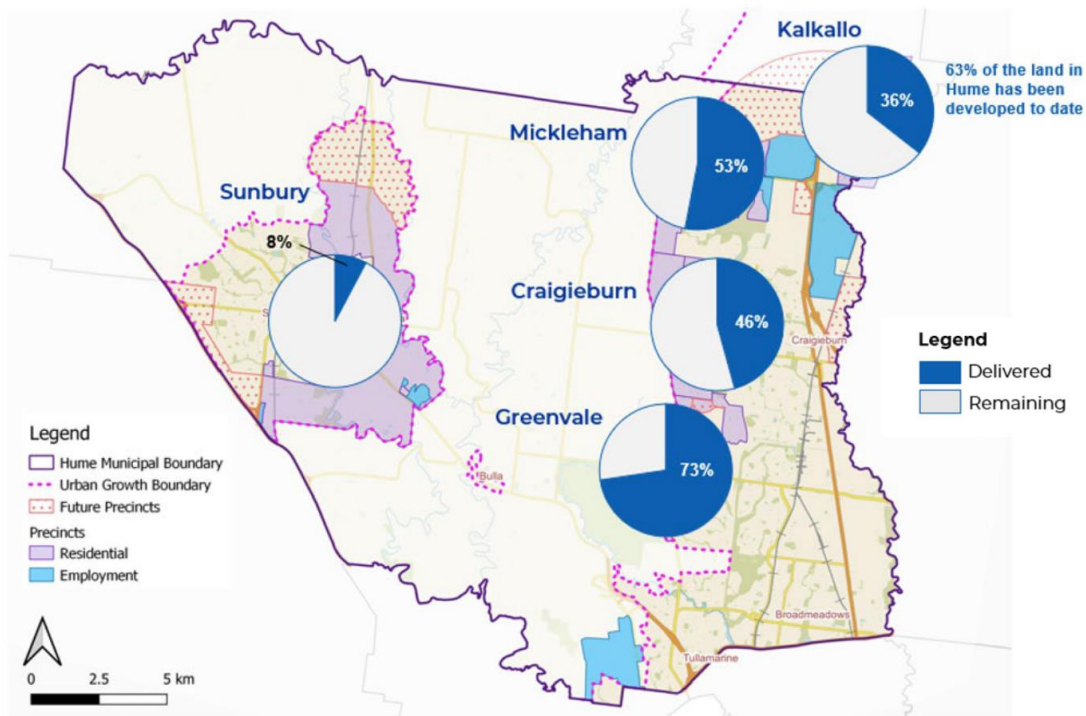 Kalkallo
63% of the land in
Hume has been
developed to date
36%
Mickleham
53%
Sunbury
8%
Craigieburn
46%
Craigieburn
Legend
Delivered
Remaining
Greenvale
73%
Legend
Hume Municipal Boundary
Urban Growth Boundary
Future Precincts
Precincts
Residential
Employment
Bulla
Broadmeadows
Tullamarine
0 2.5 5 km